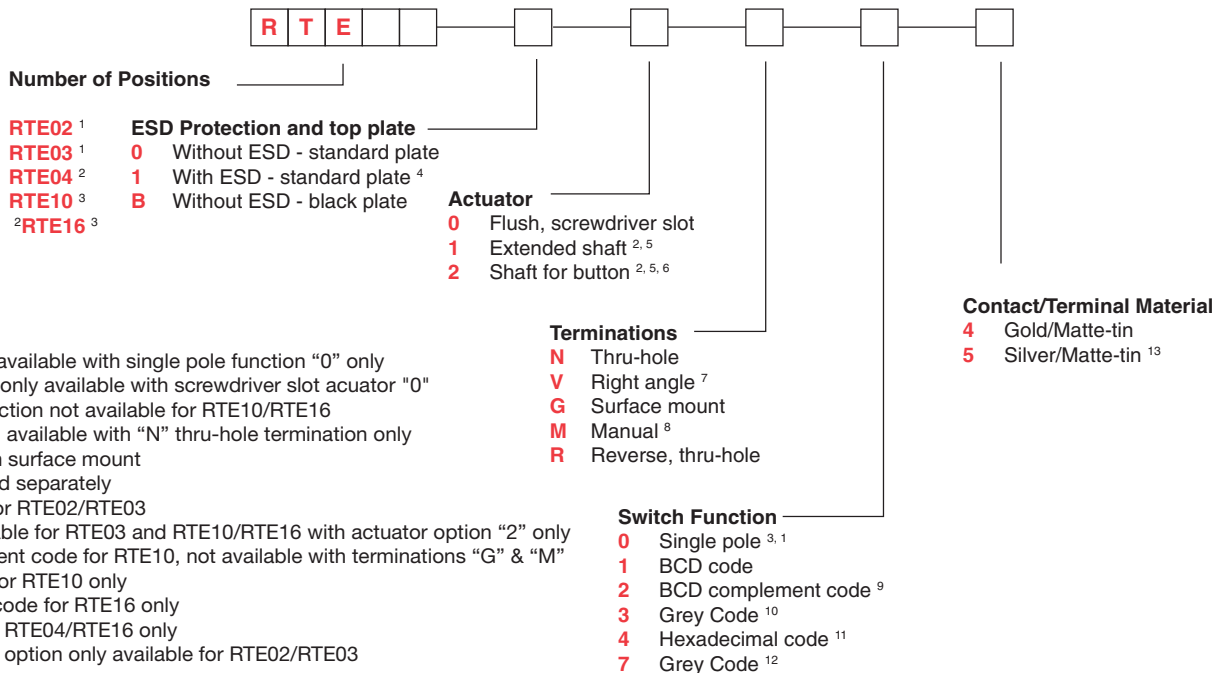 R T E
Number of Positions
RTE02 ¹
RTE03 ¹
RTE04 ²
RTE10 ³
²RTE16 ³
ESD Protection and top plate
0 Without ESD - standard plate
1 With ESD - standard plate ⁴
B Without ESD - black plate
Actuator
0 Flush, screwdriver slot
1 Extended shaft ²˒ ⁵
2 Shaft for button ²˒ ⁵˒ ⁶
Terminations
N Thru-hole
V Right angle ⁷
G Surface mount
M Manual ⁸
R Reverse, thru-hole
Switch Function
0 Single pole ³˒ ¹
1 BCD code
2 BCD complement code ⁹
3 Grey Code ¹⁰
4 Hexadecimal code ¹¹
7 Grey Code ¹²
Contact/Terminal Material
4 Gold/Matte-tin
5 Silver/Matte-tin ¹³
available with single pole function “0” only
only available with screwdriver slot acuator "0"
ction not available for RTE10/RTE16
available with “N” thru-hole termination only
n surface mount
d separately
or RTE02/RTE03
able for RTE03 and RTE10/RTE16 with actuator option “2” only
ent code for RTE10, not available with terminations “G” & “M”
or RTE10 only
code for RTE16 only
RTE04/RTE16 only
option only available for RTE02/RTE03